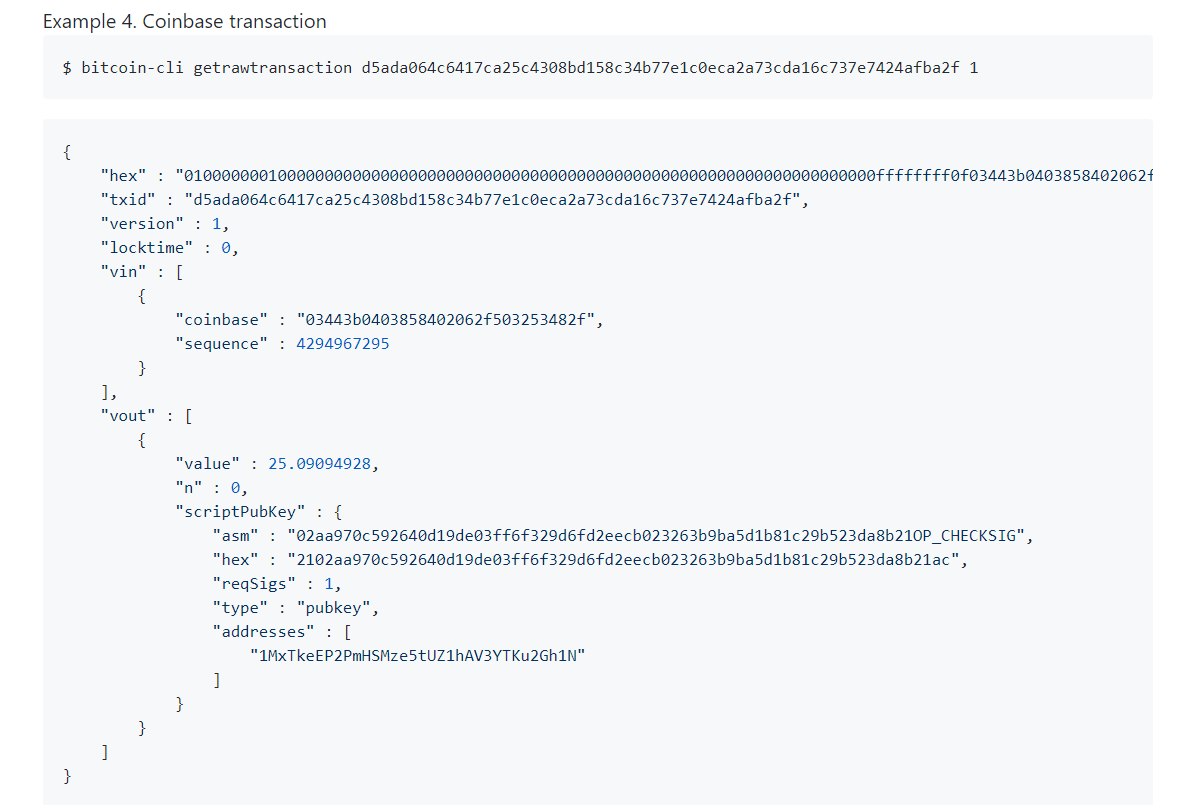 Example 4. Coinbase transaction
$ bitcoin-cli getrawtransaction d5ada064c6417ca25c4308bd158c34b77e1c0eca2a73cda16c737e7424afba2f 1
{
"hex" : "01000000010000000000000000000000000000000000000000000000000000000000000000ffffffff0f03443b0403858402062f
"txid" : "d5ada064c6417ca25c4308bd158c34b77e1c0eca2a73cda16c737e7424afba2f",
"version" : 1,
"locktime" : 0,
"vin" : [
{
"coinbase" : "03443b0403858402062f503253482f",
"sequence" : 4294967295
}
],
"vout" : [
{
"value" : 25.09094928,
"n" : 0,
"scriptPubKey" : {
"asm" : "02aa970c592640d19de03ff6f329d6fd2eecb023263b9ba5d1b81c29b523da8b21OP_CHECKSIG",
"hex" : "2102aa970c592640d19de03ff6f329d6fd2eecb023263b9ba5d1b81c29b523da8b21ac",
"reqSigs" : 1,
"type" : "pubkey",
"addresses" : [
"1MxTkeEP2PmHSMze5tUZ1hAV3YTKu2Gh1N"
]
}
}
]
}